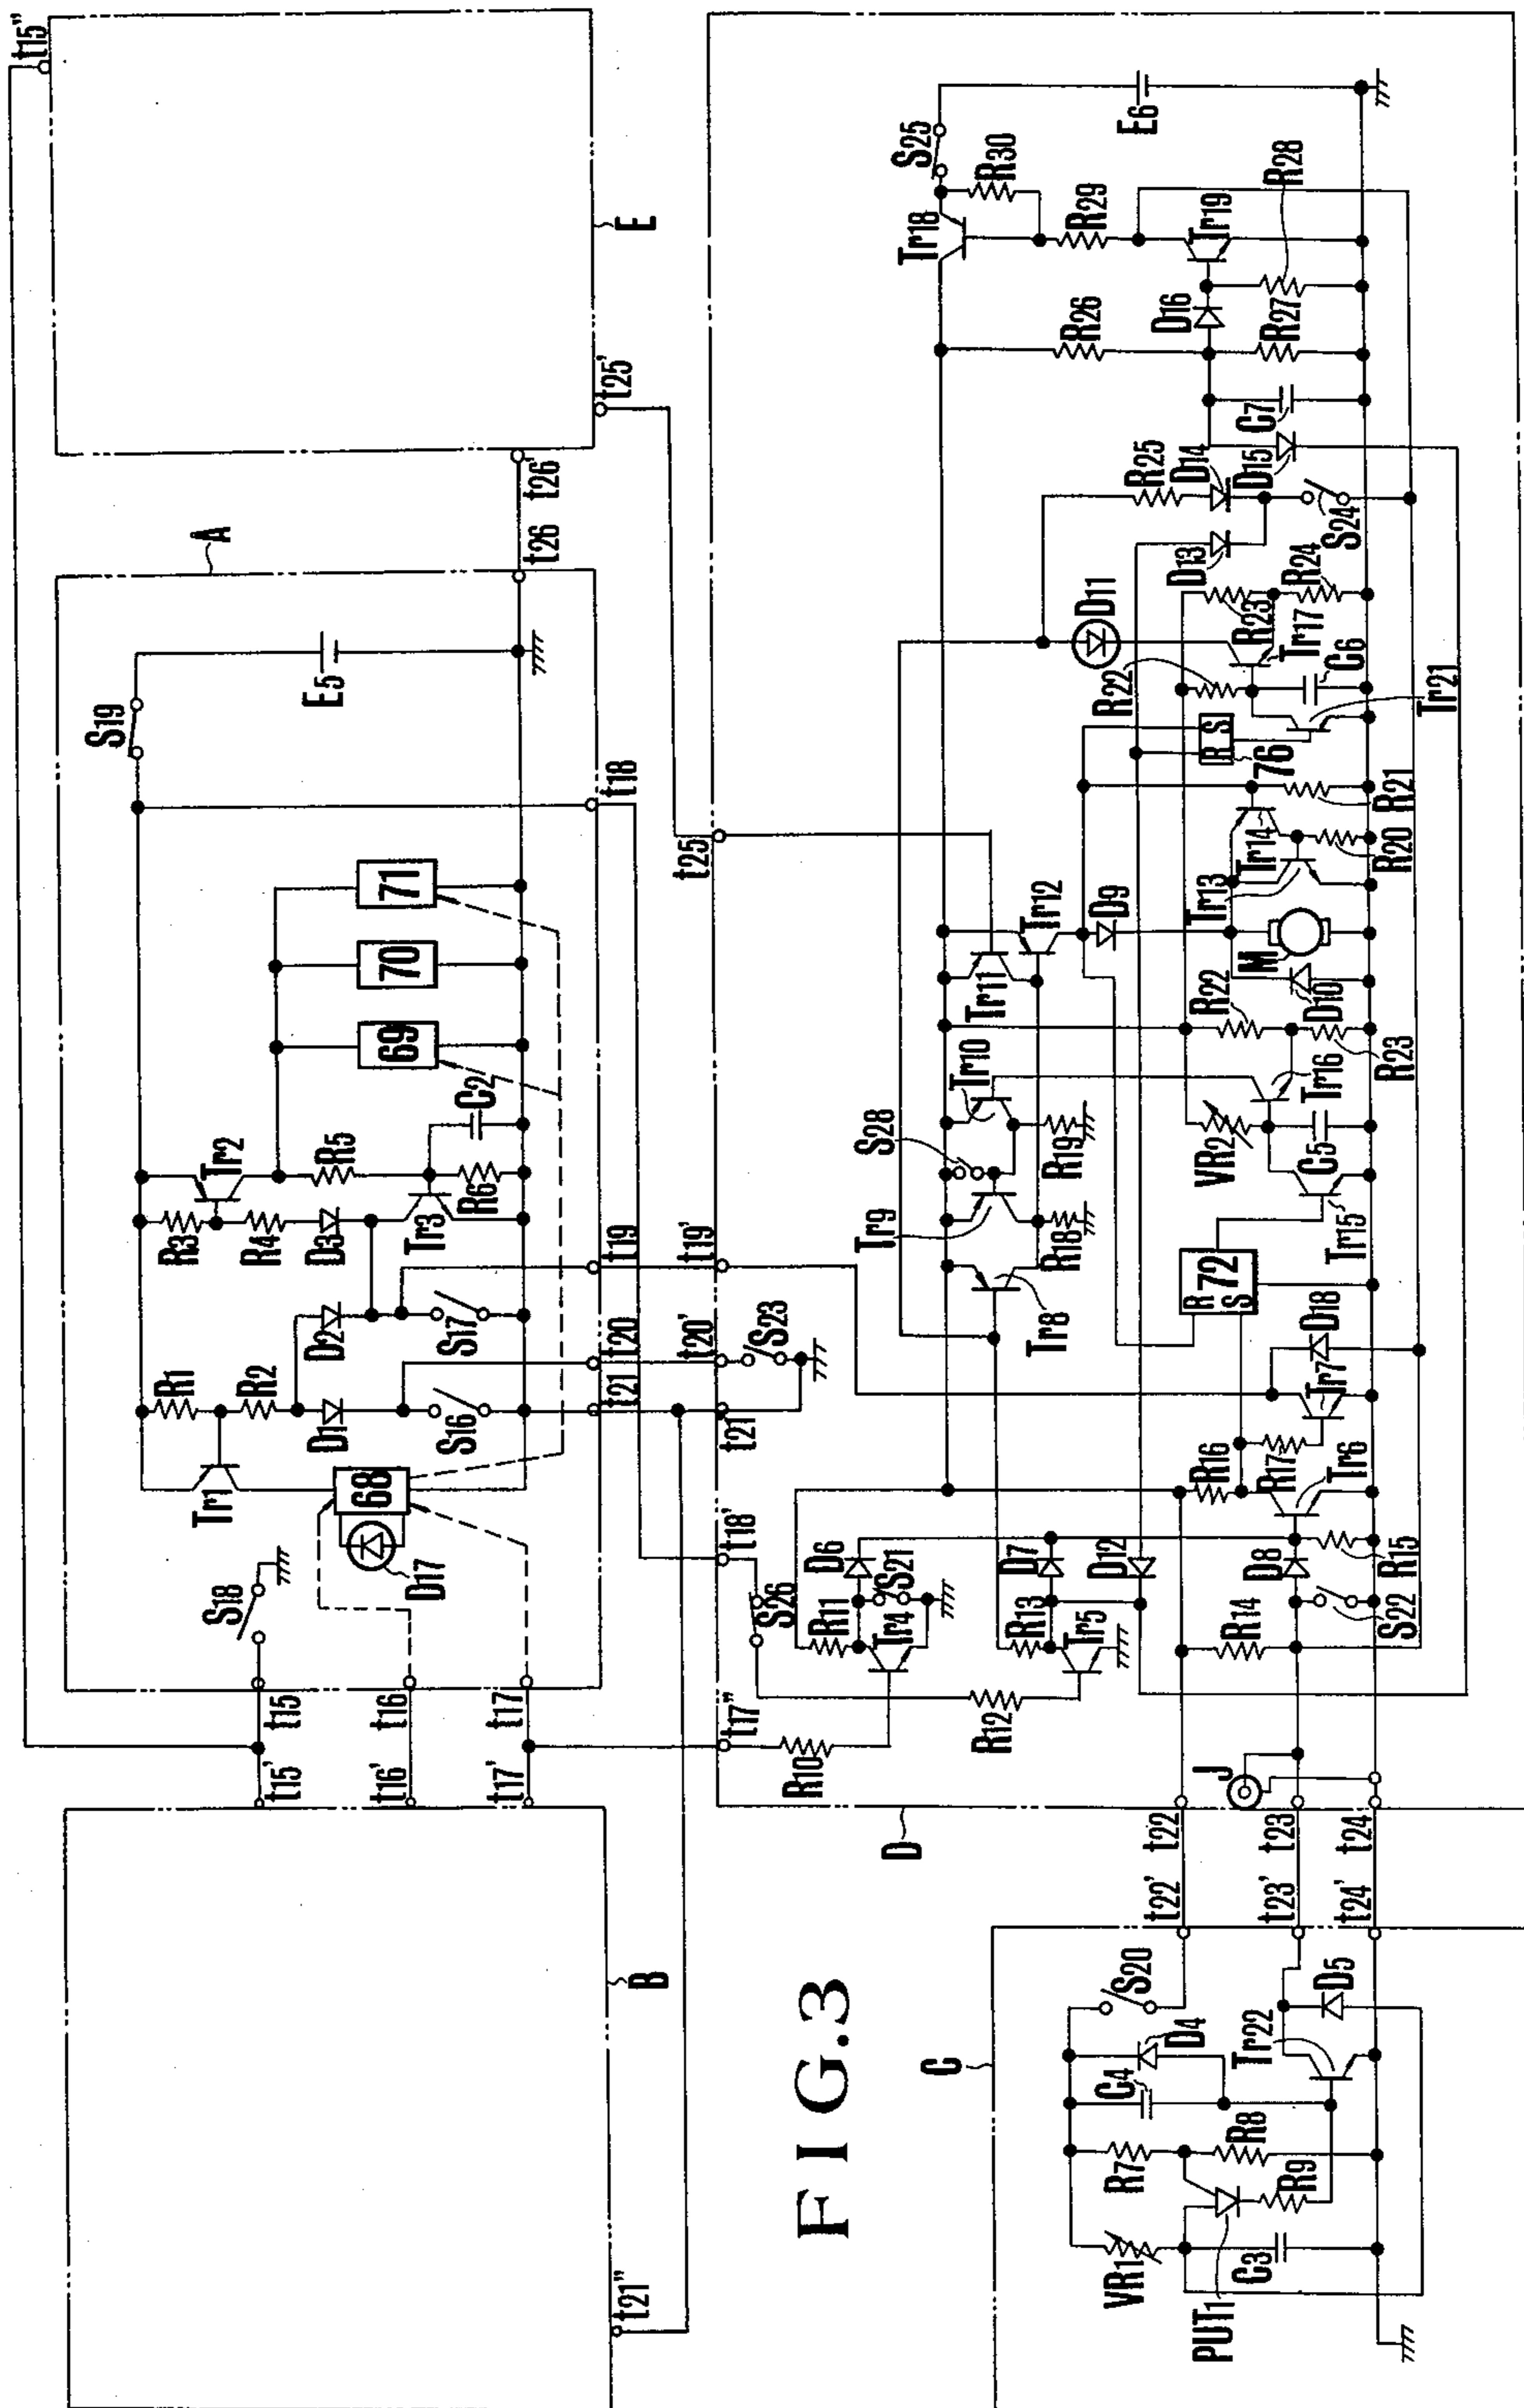 FIG.3
A
S19
E5
R1
R2
R3
R4
R5
R6
Tr1
Tr2
Tr3
D1
D2
D3
C2
S16
S17
S18
68
D17
69
70
71
t15
t16
t17
t18
t19
t20
t21
t26
B
t15'
t16'
t17'
t21"
E
t15"
t25'
t26'
C
S20
D4
C4
R7
R8
R9
VR1
PUT1
C3
Tr22
D5
t22'
t23'
t24'
D
t22
t23
t24
J
t17"
t18'
t19'
t20'
t21'
t25
S23
S26
R10
R11
R12
R13
R14
R15
R16
R17
Tr4
Tr5
Tr6
Tr7
D6
D7
D8
D12
D18
S21
S22
R
S
72
Tr8
Tr9
Tr10
Tr11
Tr12
S28
R18
R19
D9
VR2
C5
Tr15
Tr16
R22
R23
D10
M
Tr13
Tr14
R20
R21
R
S
76
Tr21
R22
C6
Tr17
R23
R24
D11
D13
D14
R25
S24
D15
C7
R26
R27
D16
R28
Tr19
R29
R30
Tr18
S25
E6